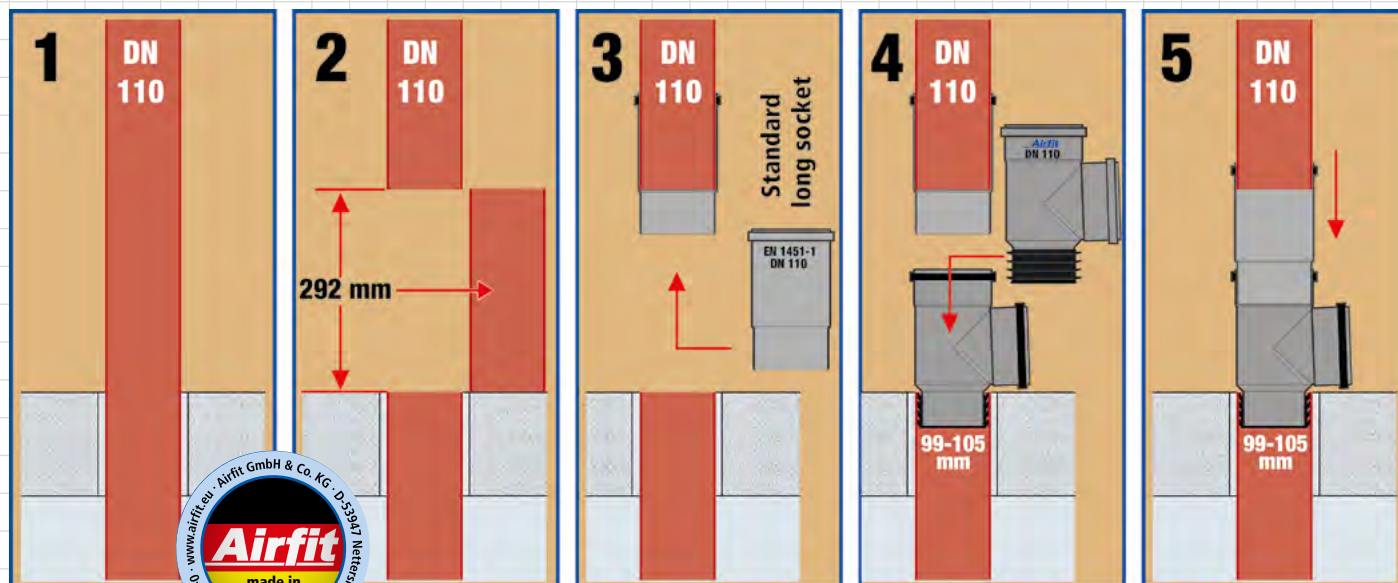 1
DN
110
2
DN
110
292 mm
3
DN
110
Standard
long socket
EN 1451-1
DN 110
4
DN
110
Airfit
DN 110
99-105
mm
5
DN
110
99-105
mm
www.airfit.eu · Airfit GmbH & Co. KG · D-53947
Airfit
made in